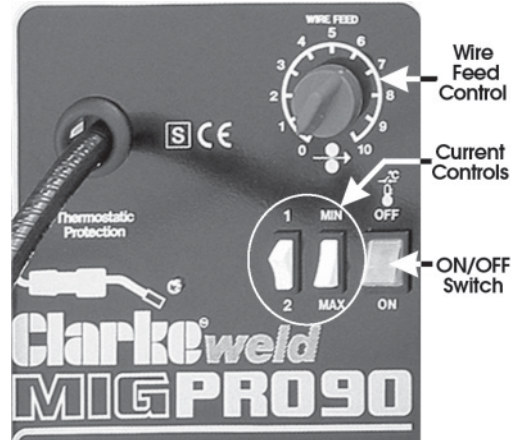 WIRE FEED
0 1 2 3 4 5 6 7 8 9 10
Wire
Feed
Control
S CE
Current
Controls
°C
1 MIN OFF
2 MAX ON
ON/OFF
Switch
Thermostatic
Protection
Clarke® weld
MIG PRO90